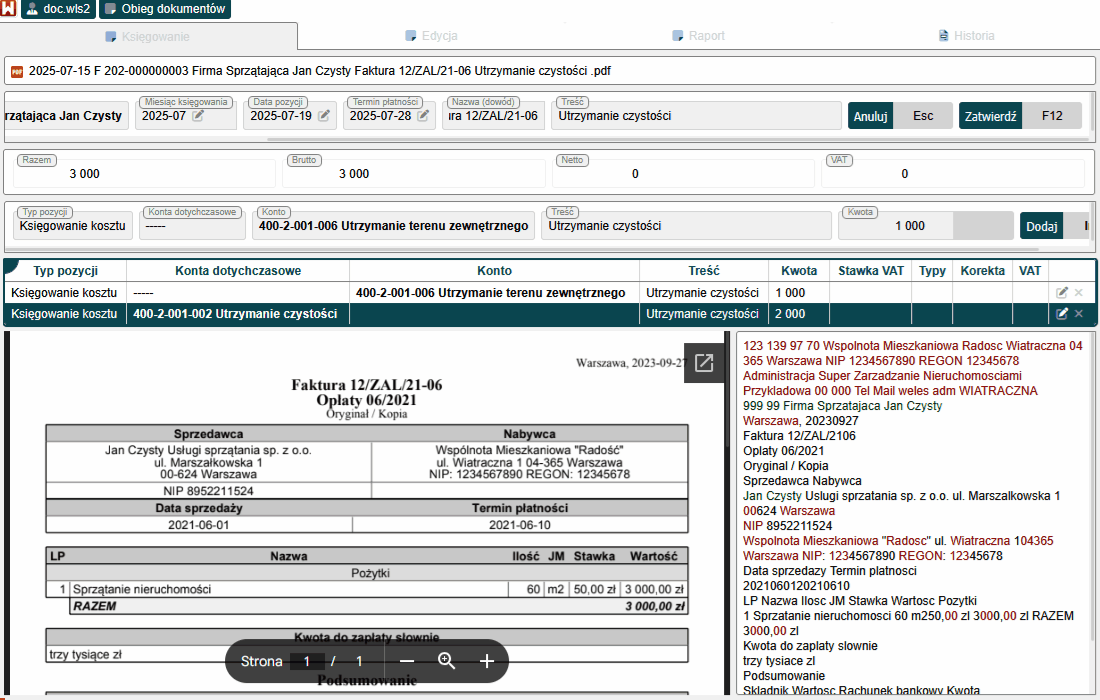 doc.wls2 Obieg dokumentów
Księgowanie Edycja Raport Historia
PDF 2025-07-15 F 202-000000003 Firma Sprzątająca Jan Czysty Faktura 12/ZAL/21-06 Utrzymanie czystości .pdf
Miesiąc księgowania Data pozycji Termin płatności Nazwa (dowód) Treść
rzątająca Jan Czysty 2025-07 2025-07-19 2025-07-28 ıra 12/ZAL/21-06 Utrzymanie czystości Anuluj Esc Zatwierdź F12
Razem Brutto Netto VAT
3 000 3 000 0 0
Typ pozycji Konta dotychczasowe Konto Treść Kwota
Księgowanie kosztu ----- 400-2-001-006 Utrzymanie terenu zewnętrznego Utrzymanie czystości 1 000 Dodaj
Typ pozycji Konta dotychczasowe Konto Treść Kwota Stawka VAT Typy Korekta VAT
Księgowanie kosztu ----- 400-2-001-006 Utrzymanie terenu zewnętrznego Utrzymanie czystości 1 000
Księgowanie kosztu 400-2-001-002 Utrzymanie czystości Utrzymanie czystości 2 000
Warszawa, 2023-09-27
Faktura 12/ZAL/21-06
Opłaty 06/2021
Oryginał / Kopia
Sprzedawca Nabywca
Jan Czysty Usługi sprzątania sp. z o.o. Wspólnota Mieszkaniowa "Radość"
ul. Marszałkowska 1 ul. Wiatraczna 1 04-365 Warszawa
00-624 Warszawa NIP: 1234567890 REGON: 12345678
NIP 8952211524
Data sprzedaży Termin płatności
2021-06-01 2021-06-10
LP Nazwa Ilość JM Stawka Wartość
Pożytki
1 Sprzątanie nieruchomości 60 m2 50,00 zł 3 000,00 zł
RAZEM 3 000,00 zł
Kwota do zapłaty słownie
trzy tysiące zł
Strona 1 / 1
Podsumowanie
123 139 97 70 Wspolnota Mieszkaniowa Radosc Wiatraczna 04
365 Warszawa NIP 1234567890 REGON 12345678
Administracja Super Zarzadzanie Nieruchomosciami
Przykladowa 00 000 Tel Mail weles adm WIATRACZNA
999 99 Firma Sprzatajaca Jan Czysty
Warszawa, 20230927
Faktura 12/ZAL/2106
Oplaty 06/2021
Oryginal / Kopia
Sprzedawca Nabywca
Jan Czysty Uslugi sprzatania sp. z o.o. ul. Marszalkowska 1
00624 Warszawa
NIP 8952211524
Wspolnota Mieszkaniowa "Radosc" ul. Wiatraczna 104365
Warszawa NIP: 1234567890 REGON: 12345678
Data sprzedazy Termin platnosci
2021060120210610
LP Nazwa Ilosc JM Stawka Wartosc Pozytki
1 Sprzatanie nieruchomosci 60 m250,00 zl 3000,00 zl RAZEM
3000,00 zl
Kwota do zaplaty slownie
trzy tysiace zl
Podsumowanie
Skladnik Wartosc Rachunek bankowy Kwota